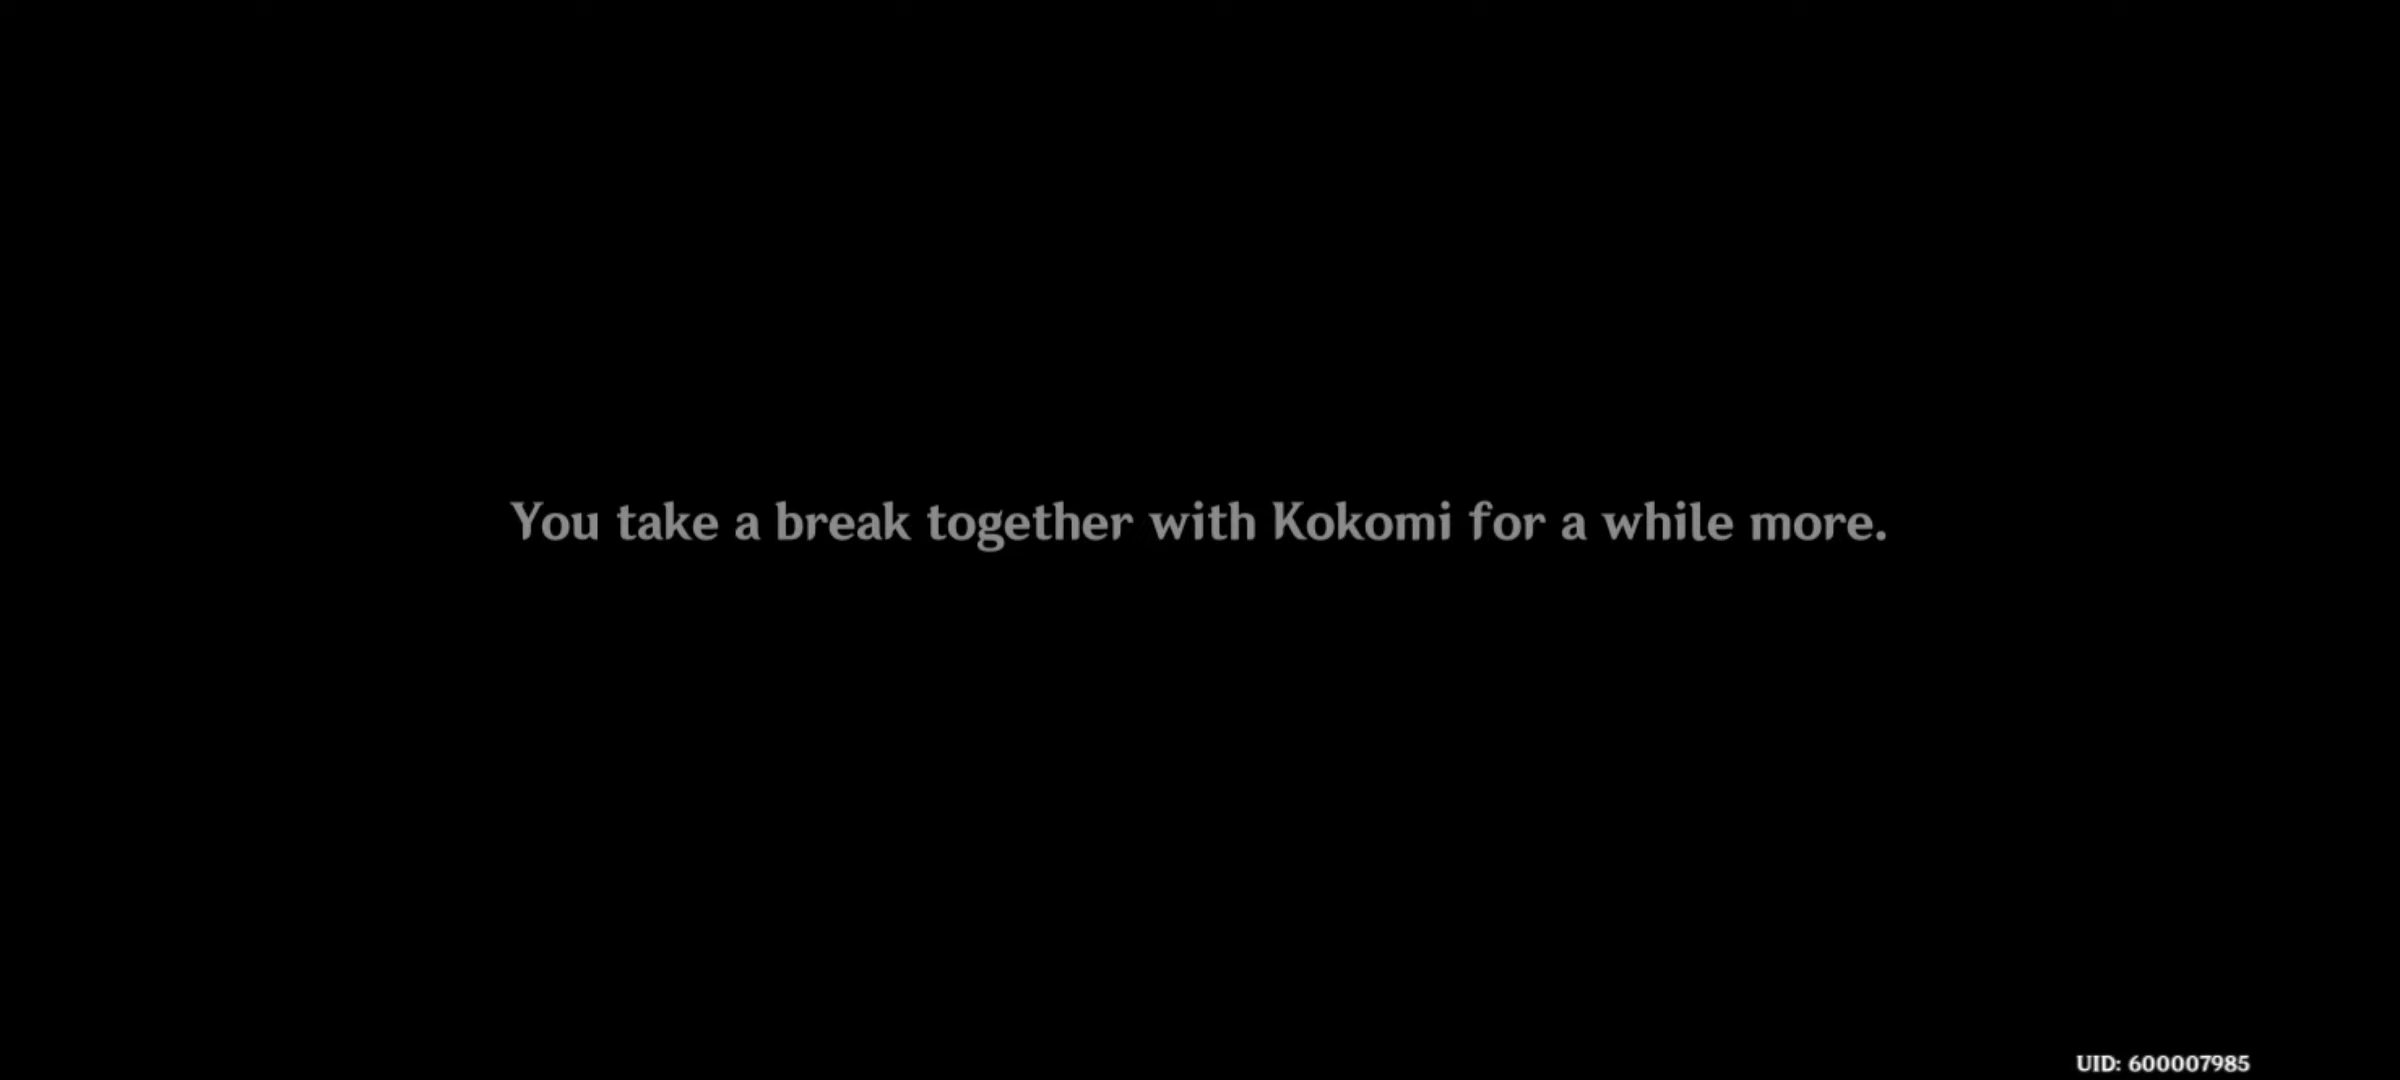 You take a break together with Kokomi for a while more.
UID: 600007985